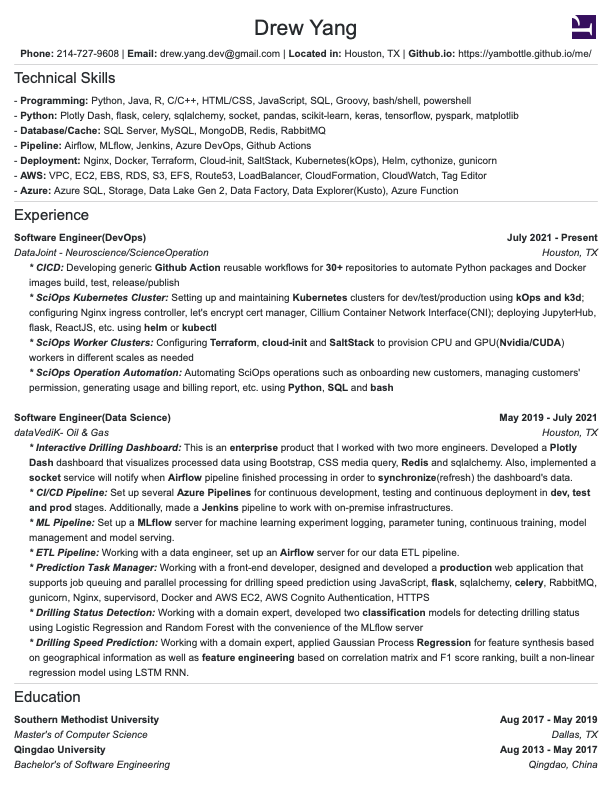 Drew Yang
Phone: 214-727-9608 | Email: drew.yang.dev@gmail.com | Located in: Houston, TX | Github.io: https://yambottle.github.io/me/
Technical Skills
- Programming: Python, Java, R, C/C++, HTML/CSS, JavaScript, SQL, Groovy, bash/shell, powershell
- Python: Plotly Dash, flask, celery, sqlalchemy, socket, pandas, scikit-learn, keras, tensorflow, pyspark, matplotlib
- Database/Cache: SQL Server, MySQL, MongoDB, Redis, RabbitMQ
- Pipeline: Airflow, MLflow, Jenkins, Azure DevOps, Github Actions
- Deployment: Nginx, Docker, Terraform, Cloud-init, SaltStack, Kubernetes(kOps), Helm, cythonize, gunicorn
- AWS: VPC, EC2, EBS, RDS, S3, EFS, Route53, LoadBalancer, CloudFormation, CloudWatch, Tag Editor
- Azure: Azure SQL, Storage, Data Lake Gen 2, Data Factory, Data Explorer(Kusto), Azure Function
Experience
Software Engineer(DevOps) July 2021 - Present
DataJoint - Neuroscience/ScienceOperation Houston, TX
* CICD: Developing generic Github Action reusable workflows for 30+ repositories to automate Python packages and Docker
images build, test, release/publish
* SciOps Kubernetes Cluster: Setting up and maintaining Kubernetes clusters for dev/test/production using kOps and k3d;
configuring Nginx ingress controller, let's encrypt cert manager, Cillium Container Network Interface(CNI); deploying JupyterHub,
flask, ReactJS, etc. using helm or kubectl
* SciOps Worker Clusters: Configuring Terraform, cloud-init and SaltStack to provision CPU and GPU(Nvidia/CUDA)
workers in different scales as needed
* SciOps Operation Automation: Automating SciOps operations such as onboarding new customers, managing customers'
permission, generating usage and billing report, etc. using Python, SQL and bash
Software Engineer(Data Science) May 2019 - July 2021
dataVediK- Oil & Gas Houston, TX
* Interactive Drilling Dashboard: This is an enterprise product that I worked with two more engineers. Developed a Plotly
Dash dashboard that visualizes processed data using Bootstrap, CSS media query, Redis and sqlalchemy. Also, implemented a
socket service will notify when Airflow pipeline finished processing in order to synchronize(refresh) the dashboard's data.
* CI/CD Pipeline: Set up several Azure Pipelines for continuous development, testing and continuous deployment in dev, test
and prod stages. Additionally, made a Jenkins pipeline to work with on-premise infrastructures.
* ML Pipeline: Set up a MLflow server for machine learning experiment logging, parameter tuning, continuous training, model
management and model serving.
* ETL Pipeline: Working with a data engineer, set up an Airflow server for our data ETL pipeline.
* Prediction Task Manager: Working with a front-end developer, designed and developed a production web application that
supports job queuing and parallel processing for drilling speed prediction using JavaScript, flask, sqlalchemy, celery, RabbitMQ,
gunicorn, Nginx, supervisord, Docker and AWS EC2, AWS Cognito Authentication, HTTPS
* Drilling Status Detection: Working with a domain expert, developed two classification models for detecting drilling status
using Logistic Regression and Random Forest with the convenience of the MLflow server
* Drilling Speed Prediction: Working with a domain expert, applied Gaussian Process Regression for feature synthesis based
on geographical information as well as feature engineering based on correlation matrix and F1 score ranking, built a non-linear
regression model using LSTM RNN.
Education
Southern Methodist University Aug 2017 - May 2019
Master's of Computer Science Dallas, TX
Qingdao University Aug 2013 - May 2017
Bachelor's of Software Engineering Qingdao, China